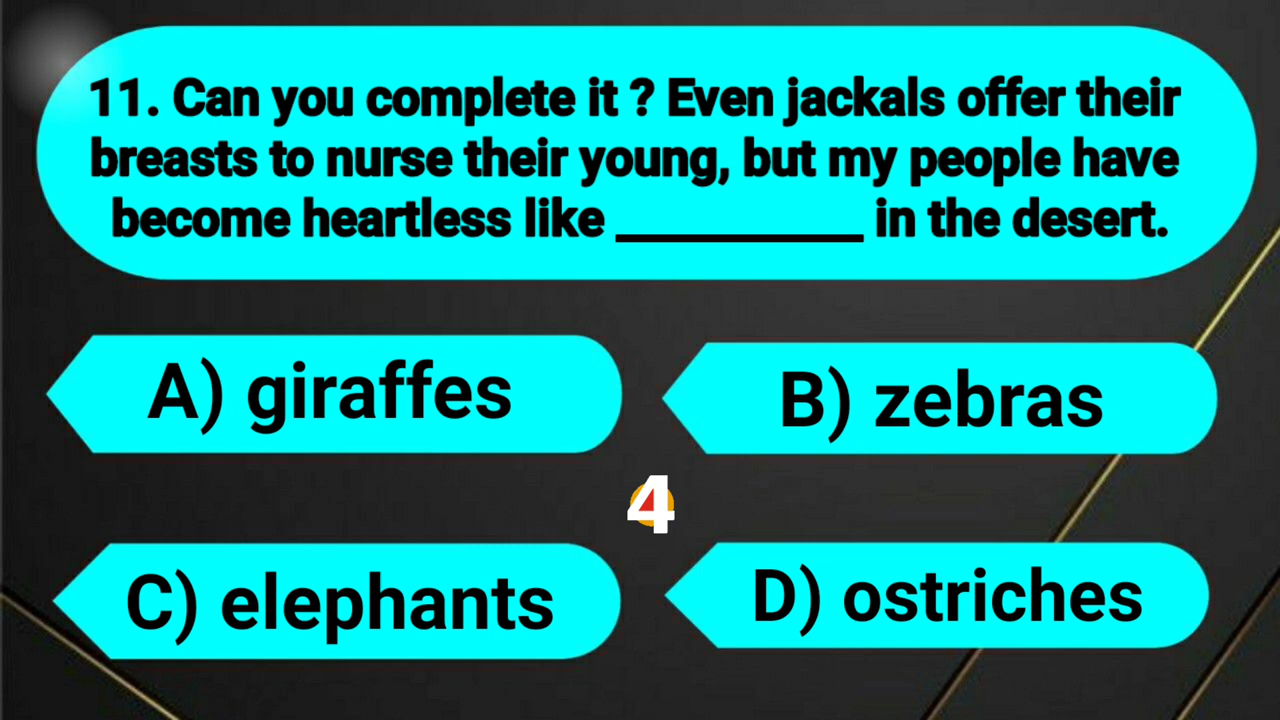 11. Can you complete it ? Even jackals offer their
breasts to nurse their young, but my people have
become heartless like __________ in the desert.
A) giraffes
B) zebras
4
C) elephants
D) ostriches